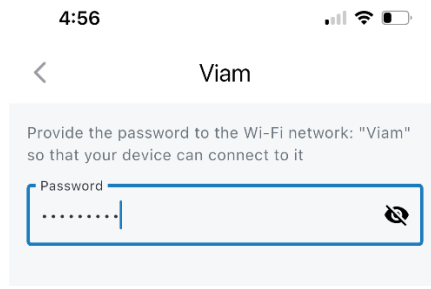 4:56
Viam
Provide the password to the Wi-Fi network: "Viam"
so that your device can connect to it
Password
•••••••••